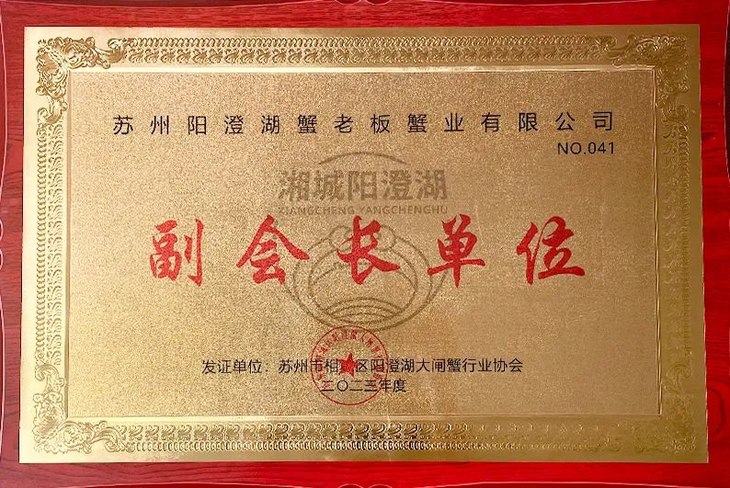 苏州阳澄湖蟹老板蟹业有限公司
NO.041
湘城阳澄湖
XIANGCHENG YANGCHENGHU
副会长单位
发证单位：苏州市相城区阳澄湖大闸蟹行业协会
二〇二三年度